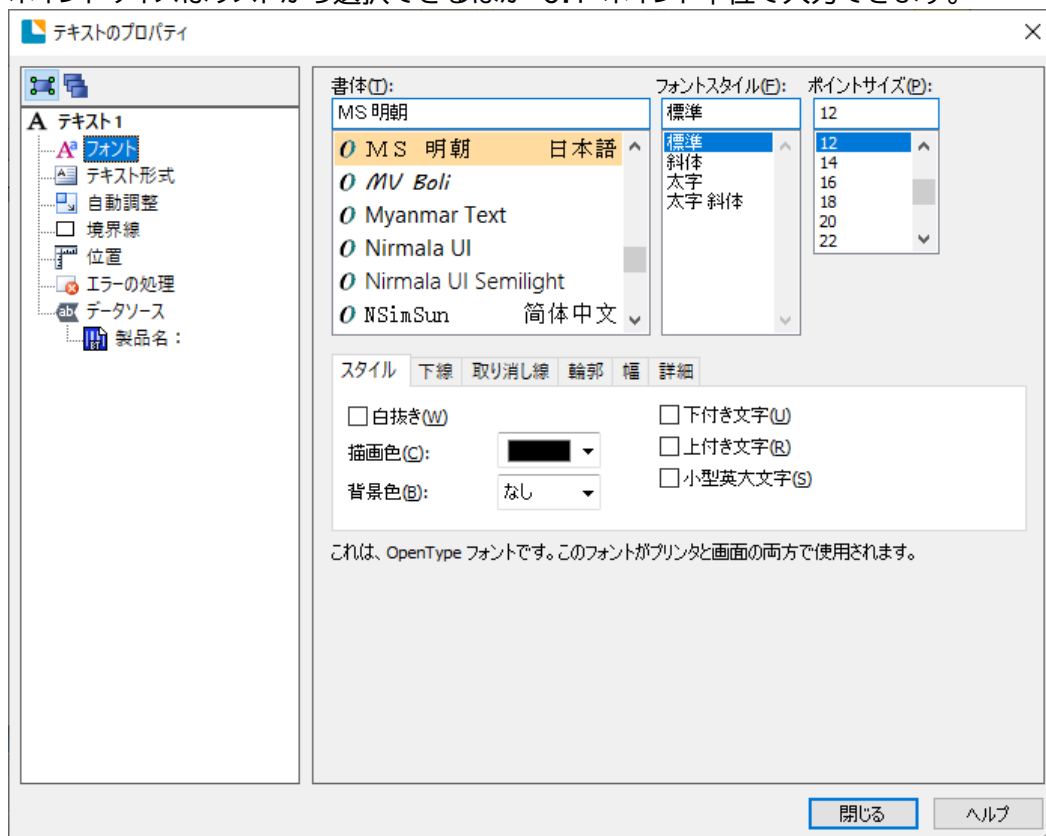 テキストのプロパティ
書体(T):
フォントスタイル(F):
ポイントサイズ(P):
MS 明朝
標準
12
A テキスト 1
フォント
テキスト形式
自動調整
境界線
位置
エラーの処理
データソース
製品名：
MS 明朝 日本語
MV Boli
Myanmar Text
Nirmala UI
Nirmala UI Semilight
NSimSun 简体中文
標準
斜体
太字
太字 斜体
12
14
16
18
20
22
スタイル 下線 取り消し線 輪郭 幅 詳細
白抜き(W)
描画色(C):
背景色(B): なし
下付き文字(U)
上付き文字(R)
小型英大文字(S)
これは、OpenType フォントです。このフォントがプリンタと画面の両方で使用されます。
閉じる ヘルプ